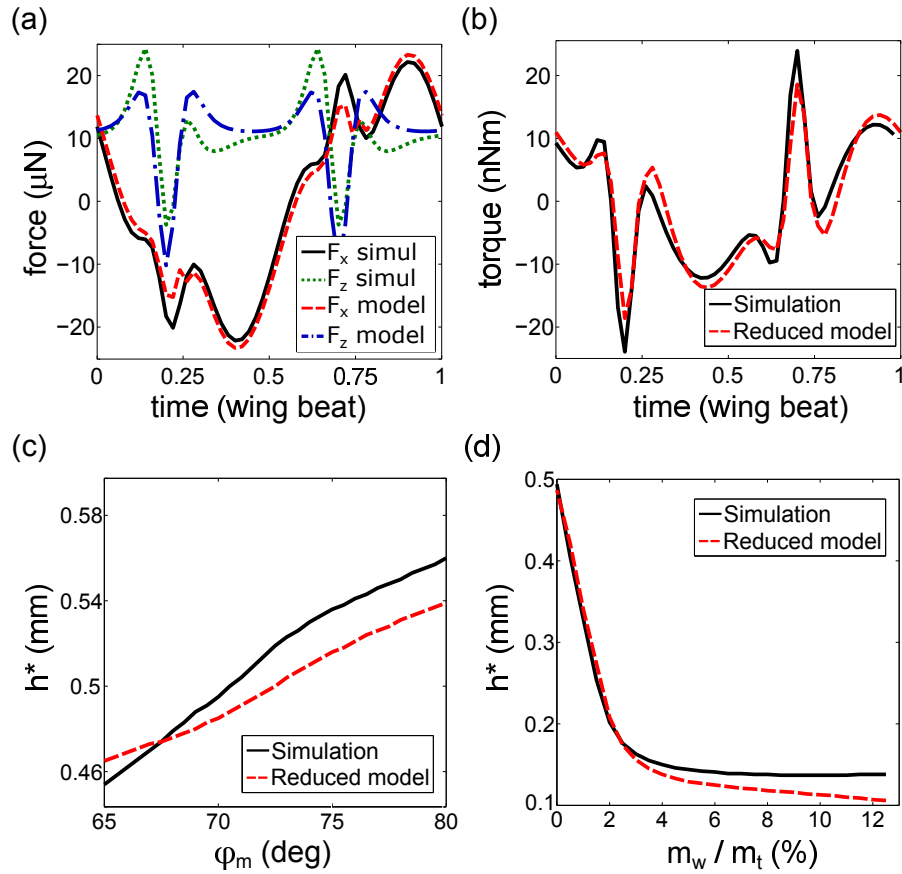 (a)
force (µN)
20
10
0
−10
−20
F_x simul
F_z simul
F_x model
F_z model
0
0.25
0.5
0.75
1
time (wing beat)
(b)
torque (nNm)
20
10
0
−10
−20
Simulation
Reduced model
0
0.25
0.5
0.75
1
time (wing beat)
(c)
h* (mm)
0.58
0.54
0.5
0.46
Simulation
Reduced model
65
70
75
80
φ_m (deg)
(d)
h* (mm)
0.5
0.4
0.3
0.2
0.1
Simulation
Reduced model
0
2
4
6
8
10
12
m_w / m_t (%)